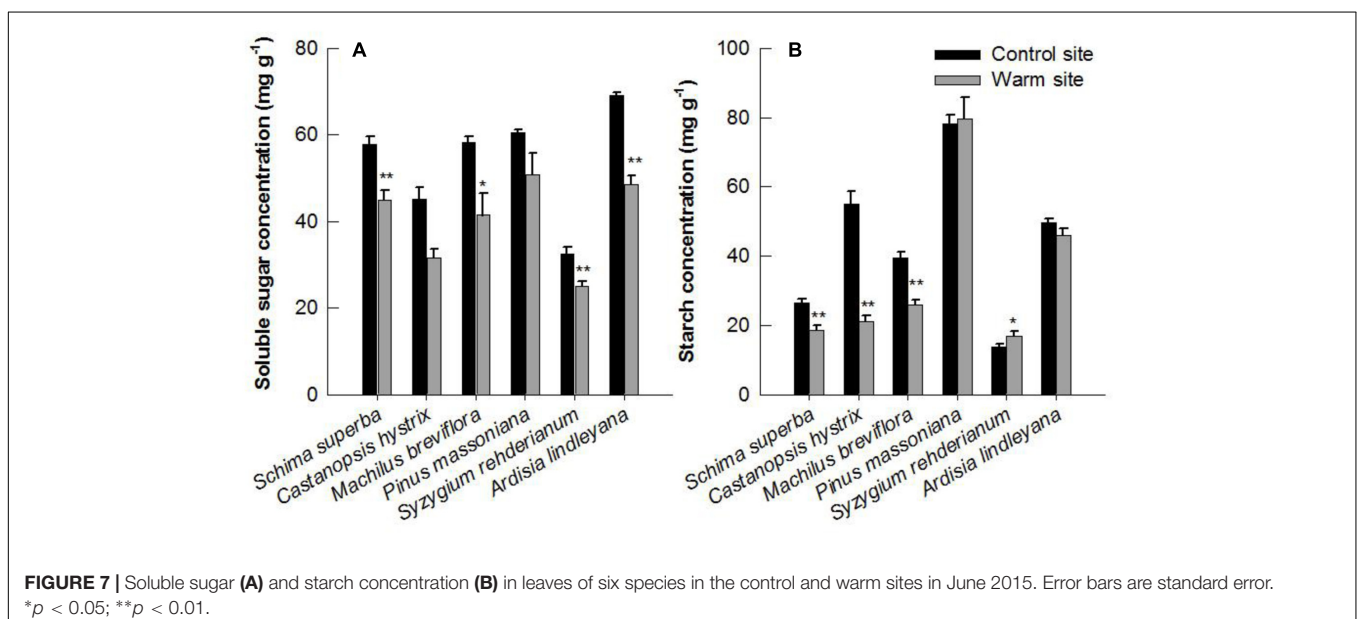 A
Soluble sugar concentration (mg g-1)
80
60
40
20
0
**
*
**
**
Schima superba
Castanopsis hystrix
Machilus breviflora
Pinus massoniana
Syzygium rehderianum
Ardisia lindleyana
B
Control site
Warm site
Starch concentration (mg g-1)
100
80
60
40
20
0
**
**
**
*
Schima superba
Castanopsis hystrix
Machilus breviflora
Pinus massoniana
Syzygium rehderianum
Ardisia lindleyana
FIGURE 7 | Soluble sugar (A) and starch concentration (B) in leaves of six species in the control and warm sites in June 2015. Error bars are standard error.
*p < 0.05; **p < 0.01.